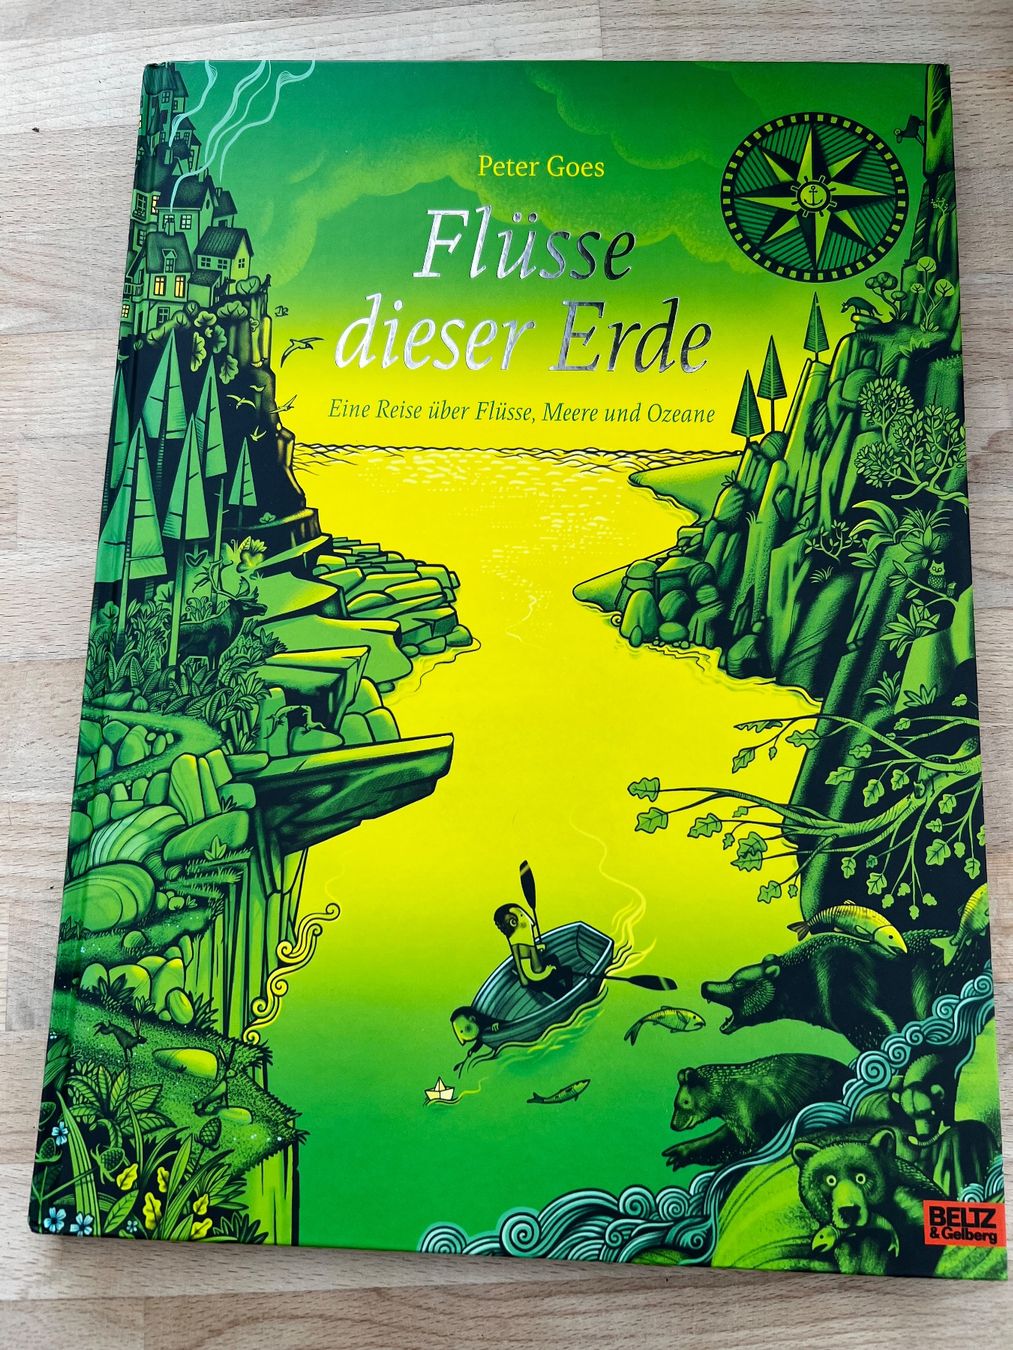 Peter Goes
Flüsse
dieser Erde
Eine Reise über Flüsse, Meere und Ozeane
BELTZ
& Gelberg